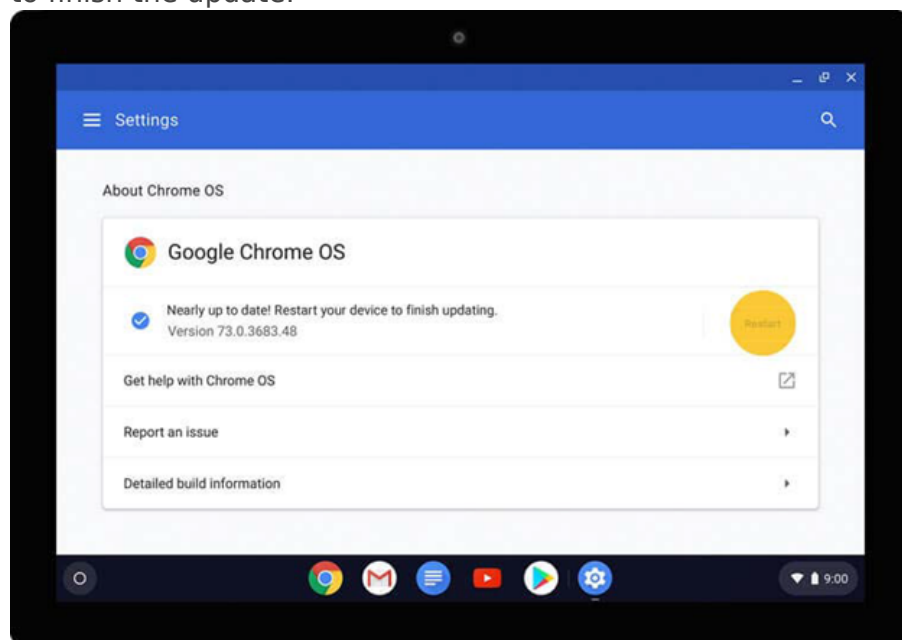 to finish the update.
Settings
About Chrome OS
Google Chrome OS
Nearly up to date! Restart your device to finish updating.
Version 73.0.3683.48
Restart
Get help with Chrome OS
Report an issue
Detailed build information
9:00